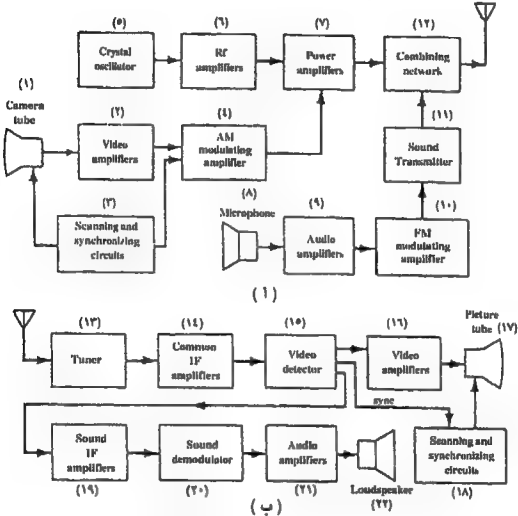 (٥)
(٦)
(٧)
(١٢)
Crystal
oscillator
Rf
amplifiers
Power
amplifiers
Combining
network
(١)
Camera
tube
(٢)
Video
amplifiers
(٤)
AM
modulating
amplifier
(١١)
Sound
Transmitter
(٣)
Scanning and
synchronizing
circuits
(٨)
Microphone
(٩)
Audio
amplifiers
(١٠)
FM
modulating
amplifier
(أ)
(١٣)
Tuner
(١٤)
Common
IF
amplifiers
(١٥)
Video
detector
(١٦)
Video
amplifiers
Picture
tube (١٧)
sync
Sound
IF
amplifiers
(١٩)
Sound
demodulator
(٢٠)
Audio
amplifiers
(٢١)
Loudspeaker
(٢٢)
Scanning and
synchronizing
circuits
(١٨)
(ب)